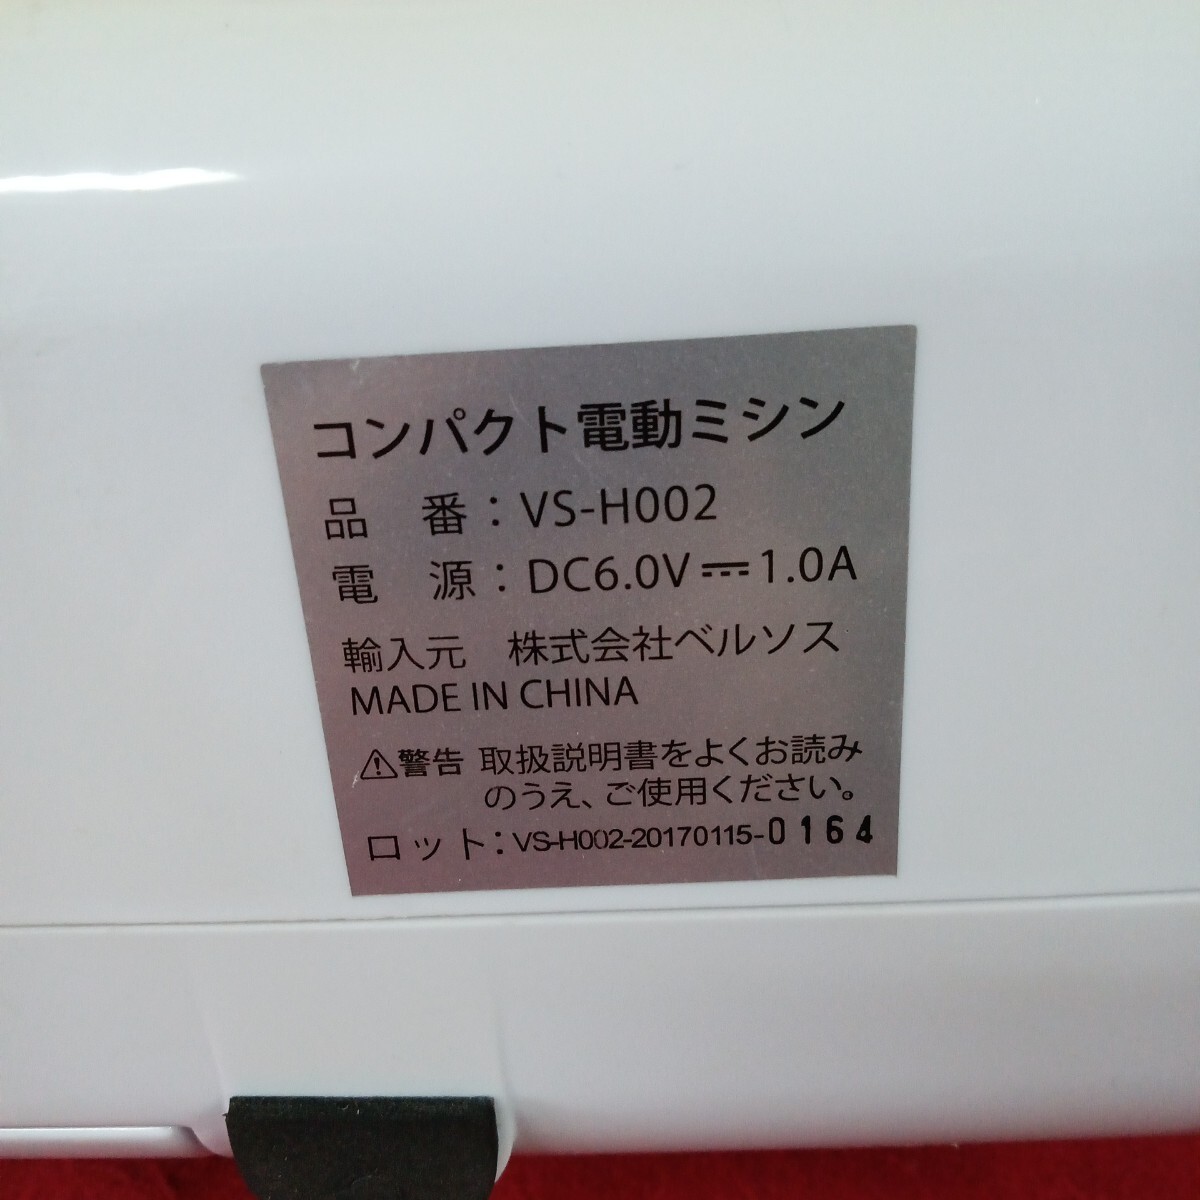 コンパクト電動ミシン
品　番：VS-H002
電　源：DC6.0V⎓1.0A
輸入元　株式会社ベルソス
MADE IN CHINA
⚠警告 取扱説明書をよくお読み
のうえ、ご使用ください。
ロット：VS-H002-20170115-0164